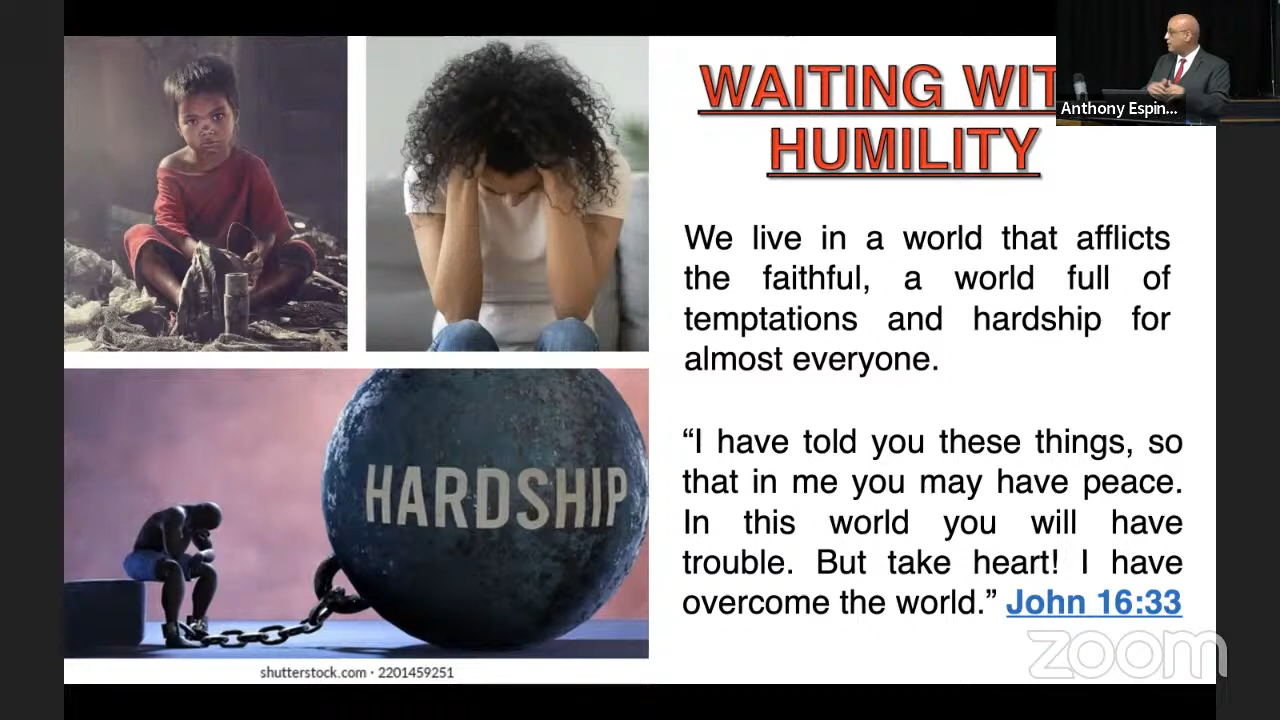 WAITING WIT
HUMILITY
Anthony Espin...
We live in a world that afflicts
the faithful, a world full of
temptations and hardship for
almost everyone.
“I have told you these things, so
that in me you may have peace.
In this world you will have
trouble. But take heart! I have
overcome the world.” John 16:33
HARDSHIP
shutterstock.com · 2201459251
zoom